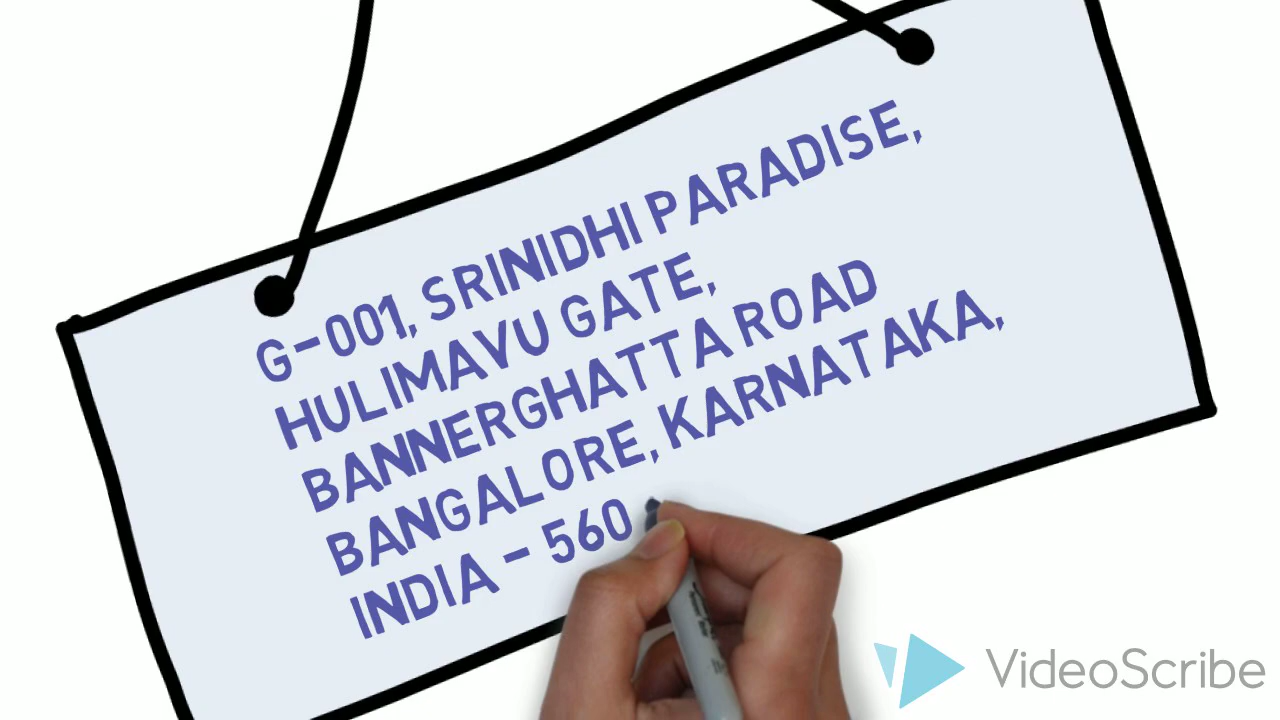 G-001, SRINIDHI PARADISE,
HULIMAVU GATE,
BANNERGHATTA ROAD
BANGALORE, KARNATAKA,
INDIA - 560
VideoScribe